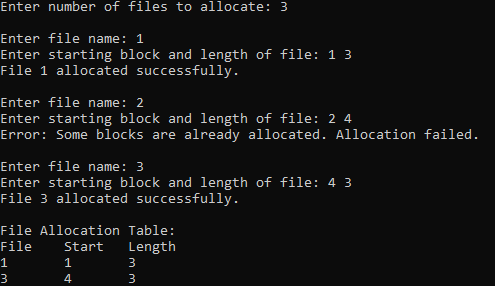 Enter number of files to allocate: 3
Enter file name: 1
Enter starting block and length of file: 1 3
File 1 allocated successfully.
Enter file name: 2
Enter starting block and length of file: 2 4
Error: Some blocks are already allocated. Allocation failed.
Enter file name: 3
Enter starting block and length of file: 4 3
File 3 allocated successfully.
File Allocation Table:
File    Start   Length
1       1       3
3       4       3